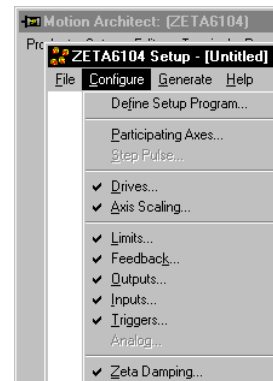 Motion Architect: [ZETA6104]
ZETA6104 Setup - [Untitled]
File Configure Generate Help
Define Setup Program...
Participating Axes...
Step Pulse...
Drives...
Axis Scaling...
Limits...
Feedback...
Outputs...
Inputs...
Triggers...
Analog...
Zeta Damping...